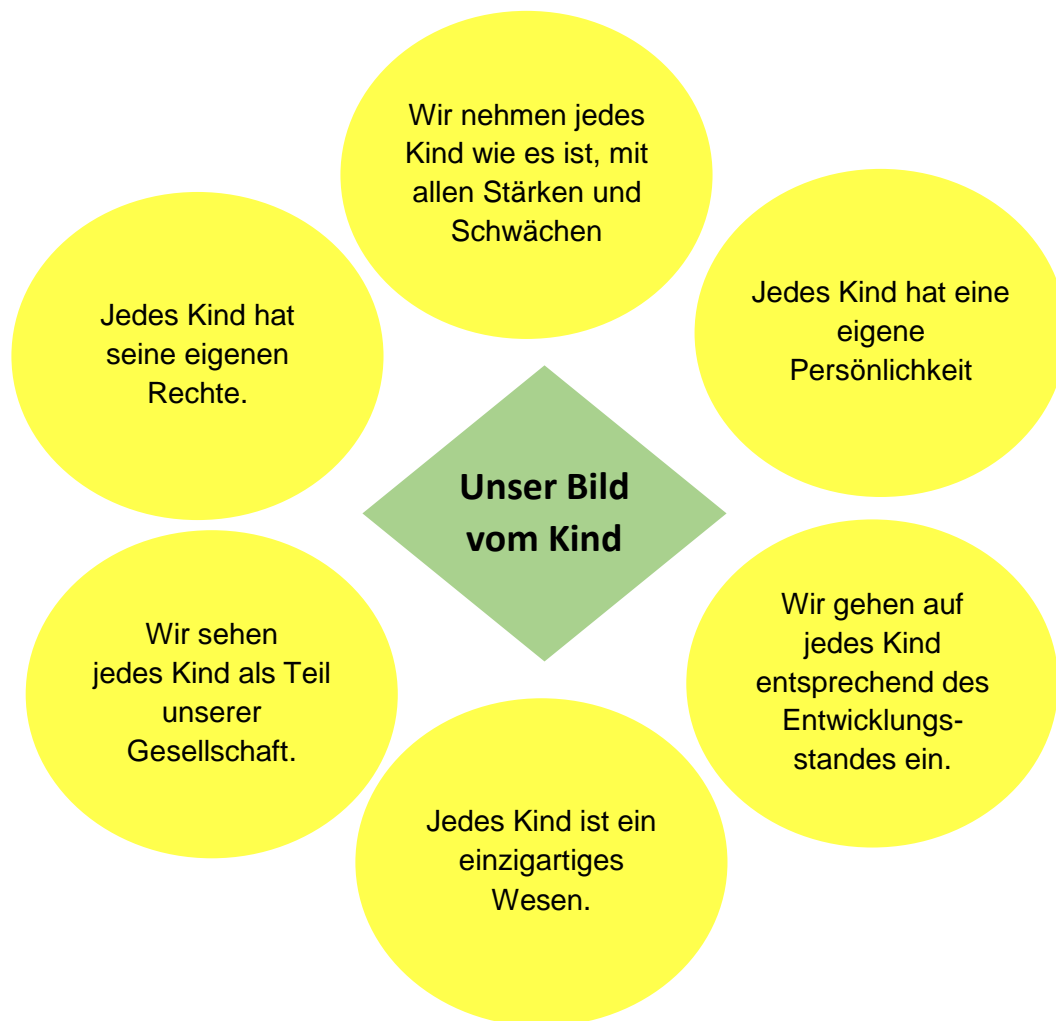 Wir nehmen jedes
Kind wie es ist, mit
allen Stärken und
Schwächen
Jedes Kind hat eine
eigene
Persönlichkeit
Jedes Kind hat
seine eigenen
Rechte.
Unser Bild
vom Kind
Wir gehen auf
jedes Kind
entsprechend des
Entwicklungs-
standes ein.
Wir sehen
jedes Kind als Teil
unserer
Gesellschaft.
Jedes Kind ist ein
einzigartiges
Wesen.